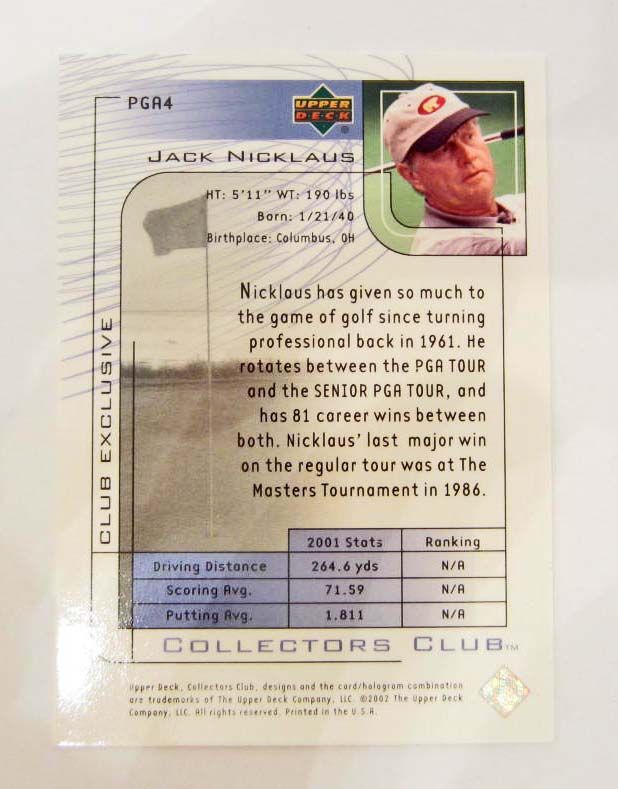 PGA4
UPPER
D·E·C·K
JACK NICKLAUS
HT: 5'11" WT: 190 lbs
Born: 1/21/40
Birthplace: Columbus, OH
Nicklaus has given so much to
the game of golf since turning
professional back in 1961. He
rotates between the PGA TOUR
and the SENIOR PGA TOUR, and
has 81 career wins between
both. Nicklaus' last major win
on the regular tour was at The
Masters Tournament in 1986.
CLUB EXCLUSIVE
2001 Stats Ranking
Driving Distance 264.6 yds N/A
Scoring Avg. 71.59 N/A
Putting Avg. 1.811 N/A
COLLECTORS CLUB™
Upper Deck, Collectors Club, designs and the card/hologram combination
are trademarks of The Upper Deck Company, LLC. ©2002 The Upper Deck
Company, LLC. All rights reserved. Printed in the U.S.A.